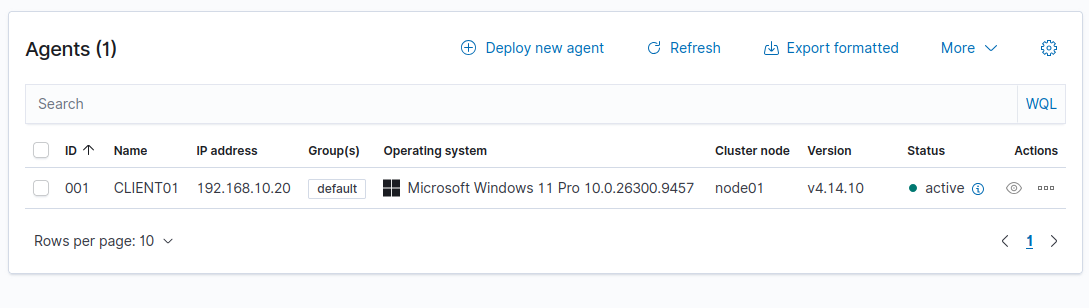 Agents (1) Deploy new agent Refresh Export formatted More
Search WQL
ID Name IP address Group(s) Operating system Cluster node Version Status Actions
001 CLIENT01 192.168.10.20 default Microsoft Windows 11 Pro 10.0.26300.9457 node01 v4.14.10 active
Rows per page: 10 1